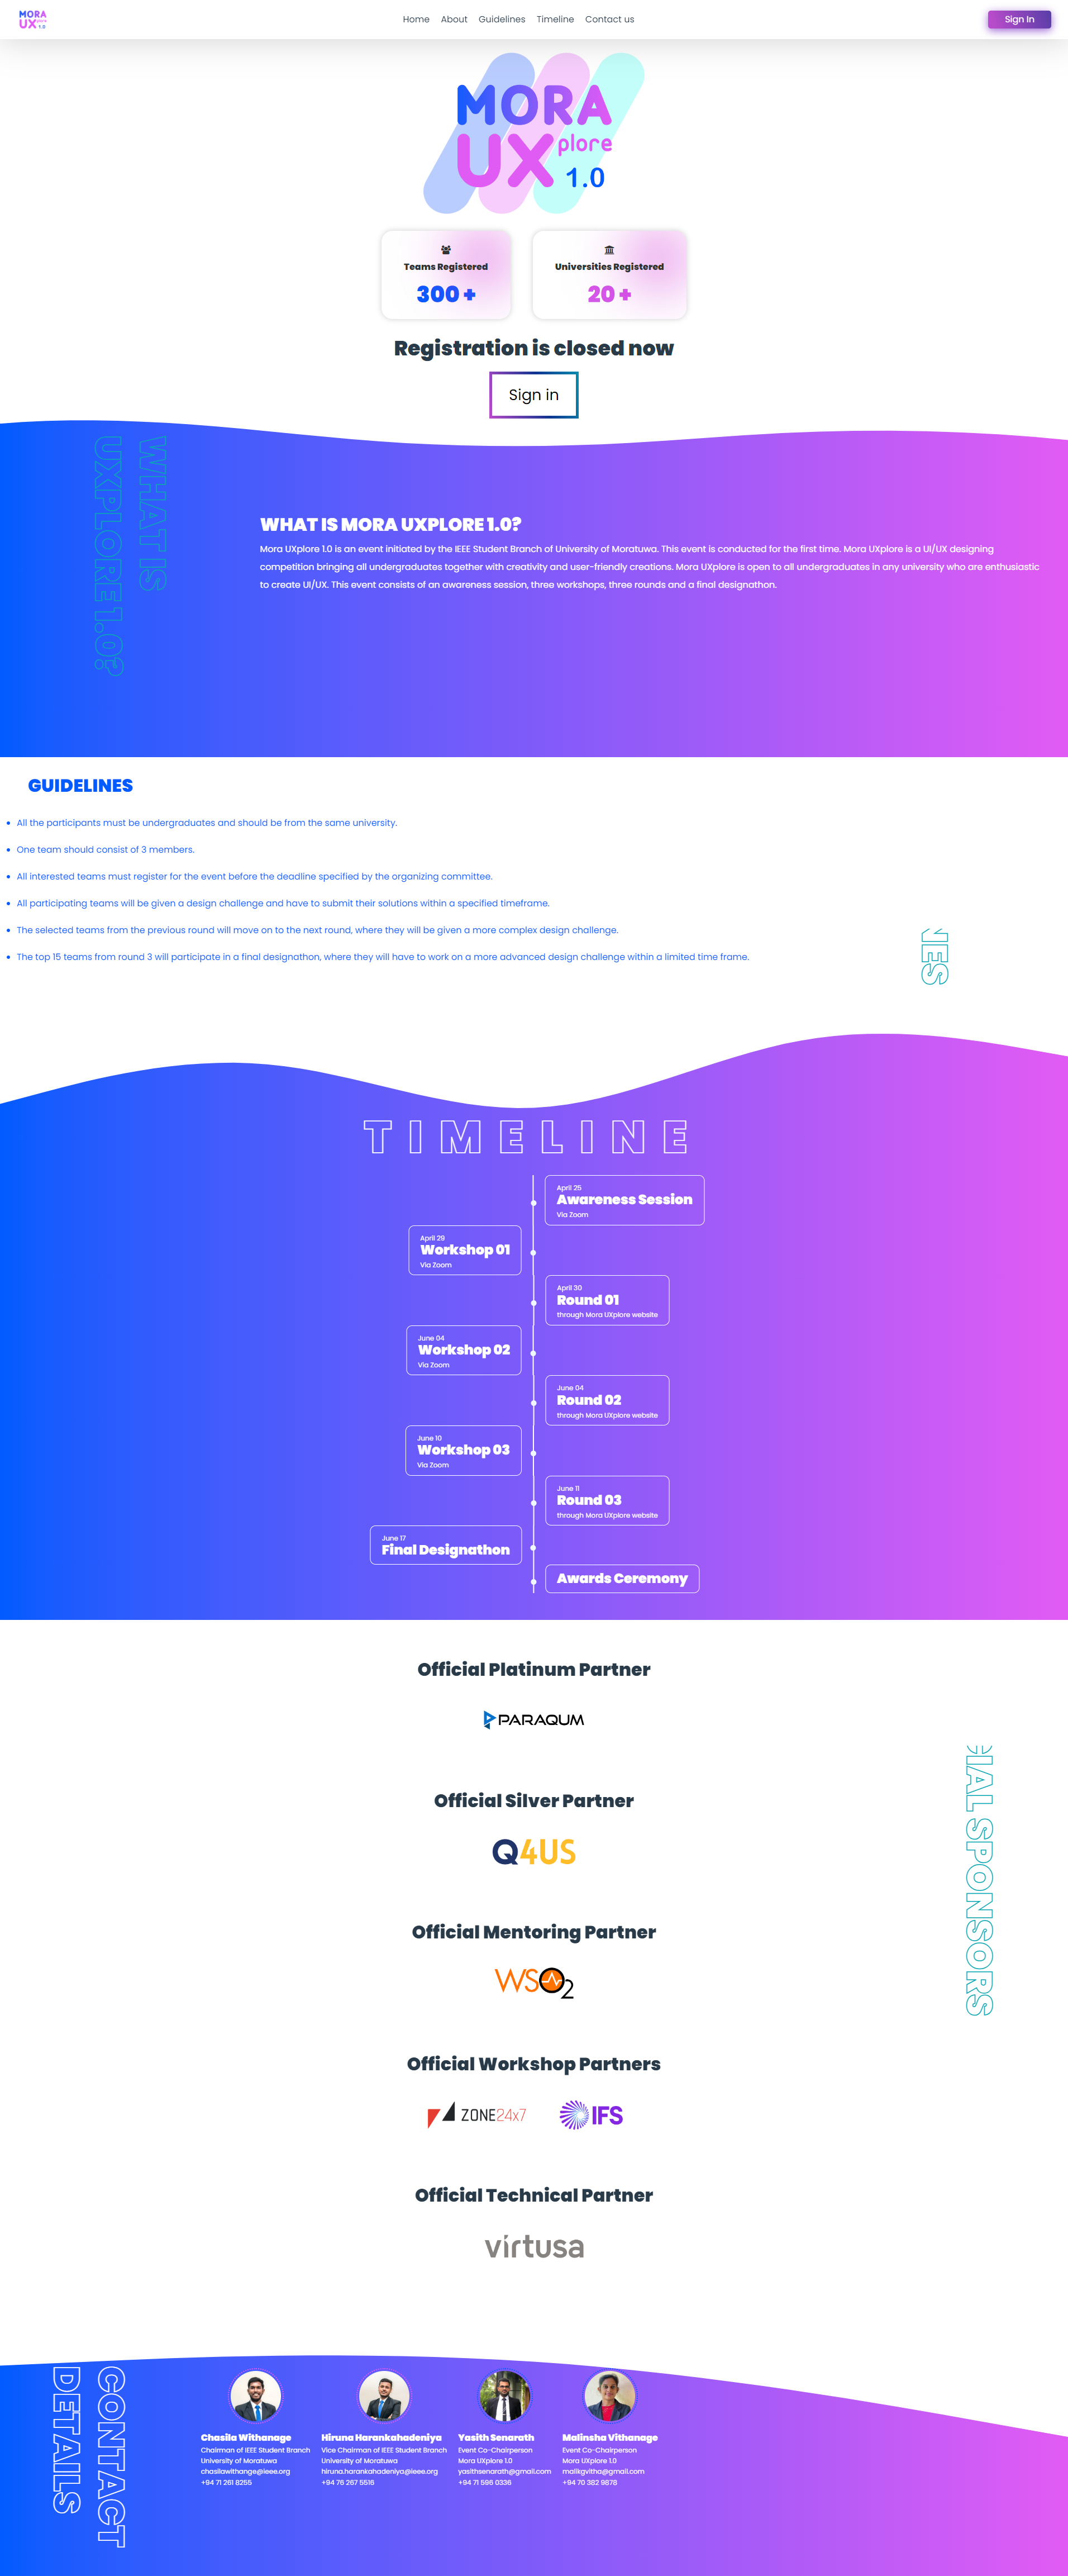 MORA
UXplore
1.0
Home About Guidelines Timeline Contact us
Sign In
MORA
UXplore
1.0
Teams Registered
300 +
Universities Registered
20 +
Registration is closed now
Sign in
WHAT IS
UXPLORE1.0?
WHAT IS MORA UXPLORE 1.0?
Mora UXplore 1.0 is an event initiated by the IEEE Student Branch of University of Moratuwa. This event is conducted for the first time. Mora UXplore is a UI/UX designing
competition bringing all undergraduates together with creativity and user-friendly creations. Mora UXplore is open to all undergraduates in any university who are enthusiastic
to create UI/UX. This event consists of an awareness session, three workshops, three rounds and a final designathon.
GUIDELINES
• All the participants must be undergraduates and should be from the same university.
• One team should consist of 3 members.
• All interested teams must register for the event before the deadline specified by the organizing committee.
• All participating teams will be given a design challenge and have to submit their solutions within a specified timeframe.
• The selected teams from the previous round will move on to the next round, where they will be given a more complex design challenge.
• The top 15 teams from round 3 will participate in a final designathon, where they will have to work on a more advanced design challenge within a limited time frame.
NES
TIMELINE
April 25
Awareness Session
Via Zoom
April 29
Workshop 01
Via Zoom
April 30
Round 01
through Mora UXplore website
June 04
Workshop 02
Via Zoom
June 04
Round 02
through Mora UXplore website
June 10
Workshop 03
Via Zoom
June 11
Round 03
through Mora UXplore website
June 17
Final Designathon
Awards Ceremony
Official Platinum Partner
PARAQUM
Official Silver Partner
Q4US
CIAL SPONSORS
Official Mentoring Partner
WSO2
Official Workshop Partners
ZONE24x7
IFS
Official Technical Partner
virtusa
CONTACT
DETAILS
Chasila Withanage
Chairman of IEEE Student Branch
University of Moratuwa
chasilawithange@ieee.org
+94 71 261 8255
Hiruna Harankahadeniya
Vice Chairman of IEEE Student Branch
University of Moratuwa
hiruna.harankahadeniya@ieee.org
+94 76 267 5516
Yasith Senarath
Event Co-Chairperson
Mora UXplore 1.0
yasithsenarath@gmail.com
+94 71 596 0336
Malinsha Vithanage
Event Co-Chairperson
Mora UXplore 1.0
malikgvitha@gmail.com
+94 70 382 9878